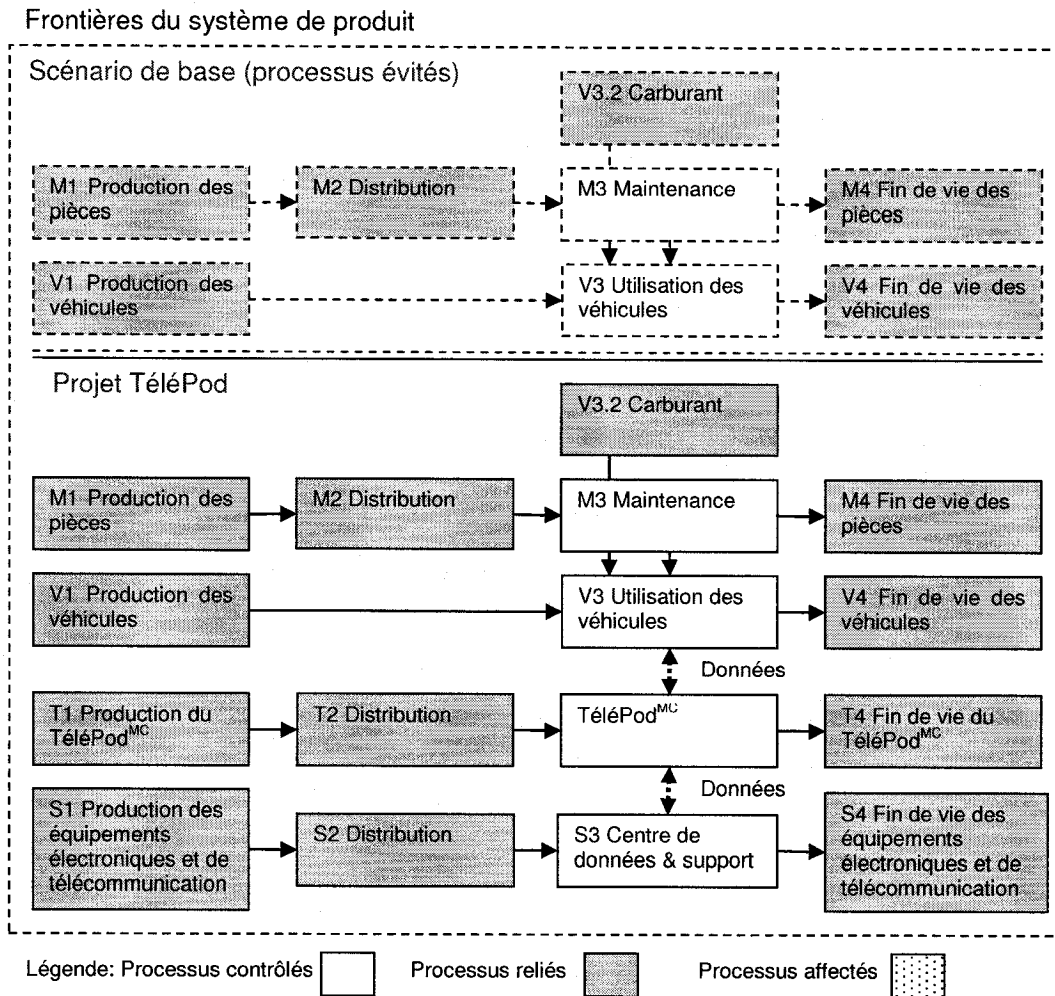 Frontières du système de produit
Scénario de base (processus évités)
V3.2 Carburant
M1 Production des
pièces
M2 Distribution
M3 Maintenance
M4 Fin de vie des
pièces
V1 Production des
véhicules
V3 Utilisation des
véhicules
V4 Fin de vie des
véhicules
Projet TéléPod
V3.2 Carburant
M1 Production des
pièces
M2 Distribution
M3 Maintenance
M4 Fin de vie des
pièces
V1 Production des
véhicules
V3 Utilisation des
véhicules
V4 Fin de vie des
véhicules
Données
T1 Production du
TéléPodMC
T2 Distribution
TéléPodMC
T4 Fin de vie du
TéléPodMC
Données
S1 Production des
équipements
électroniques et de
télécommunication
S2 Distribution
S3 Centre de
données & support
S4 Fin de vie des
équipements
électroniques et de
télécommunication
Légende: Processus contrôlés
Processus reliés
Processus affectés